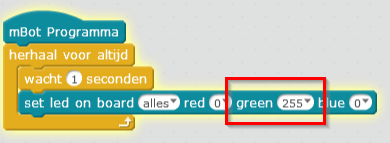 mBot Programma
herhaal voor altijd
wacht 1 seconden
set led on board alles red 0 green 255 blue 0